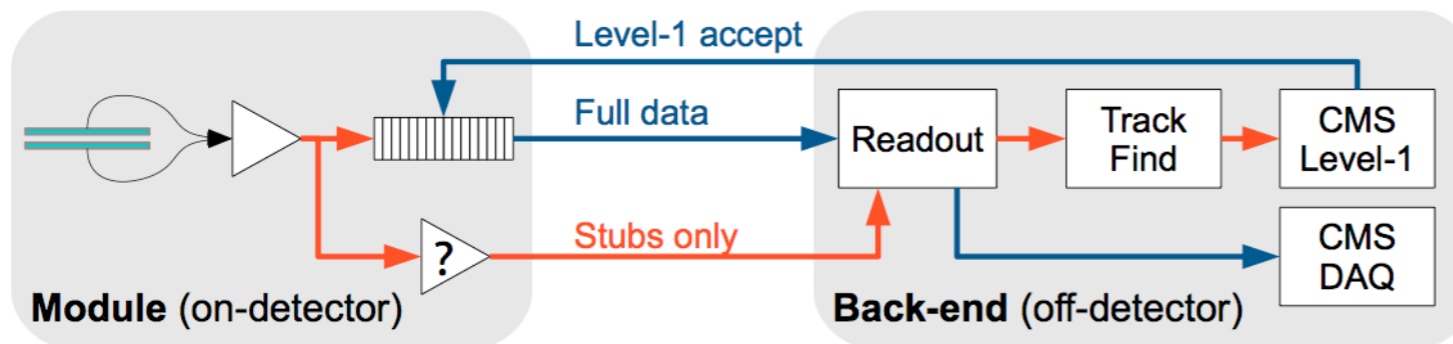 Level-1 accept
Full data
Readout
Track
Find
CMS
Level-1
?
Stubs only
CMS
DAQ
Module (on-detector)
Back-end (off-detector)